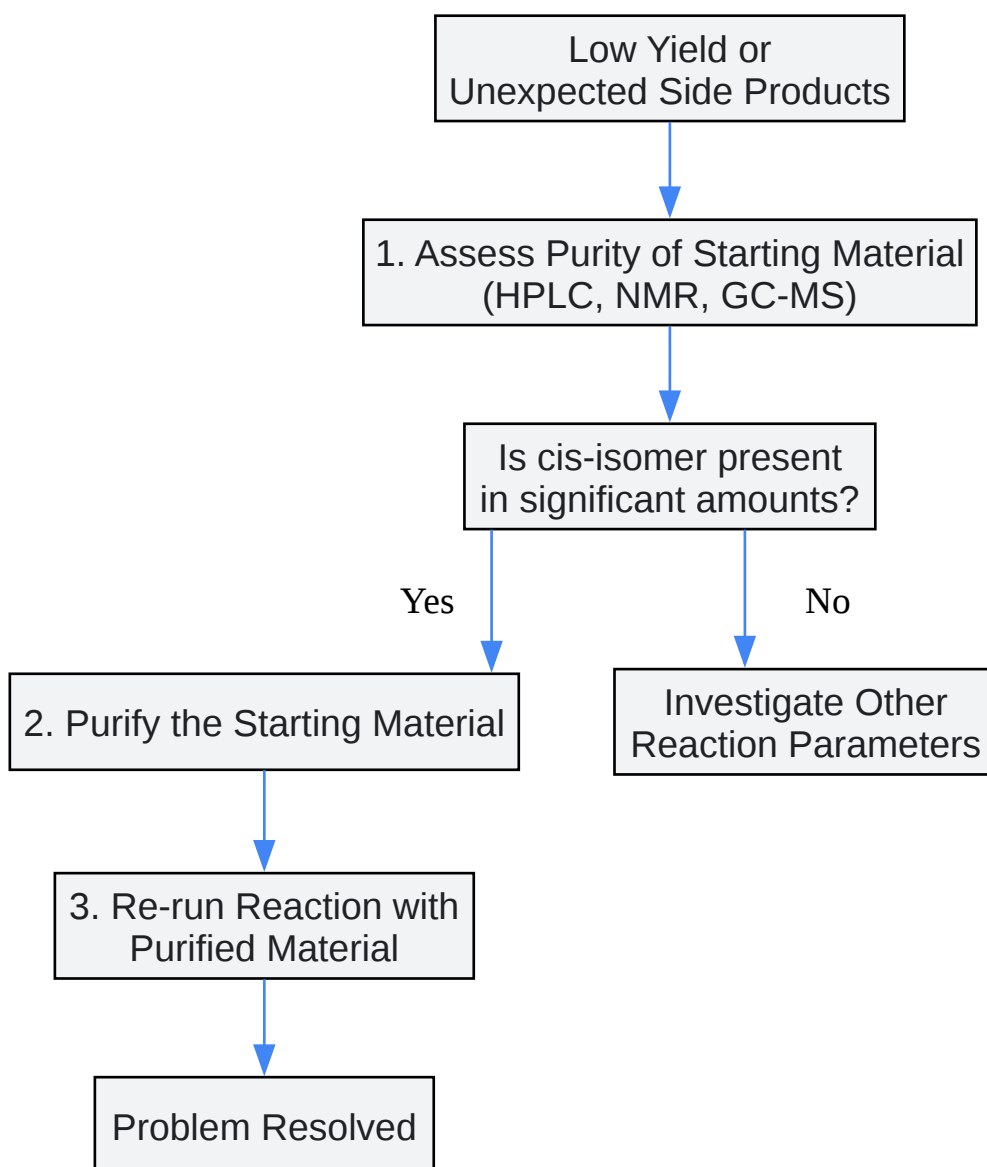 Low Yield or
Unexpected Side Products
1. Assess Purity of Starting Material
(HPLC, NMR, GC-MS)
Is cis-isomer present
in significant amounts?
Yes
No
2. Purify the Starting Material
Investigate Other
Reaction Parameters
3. Re-run Reaction with
Purified Material
Problem Resolved